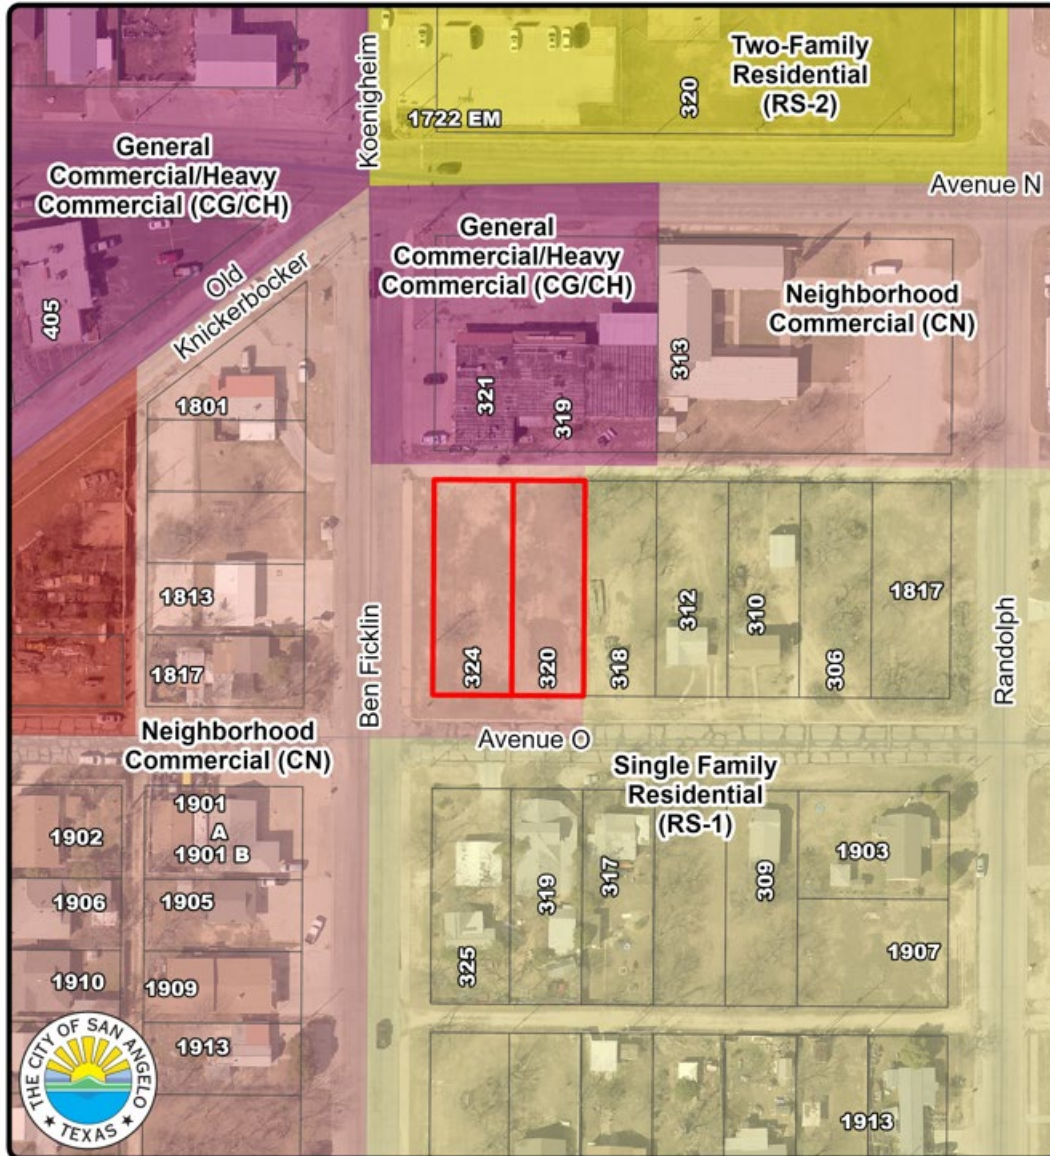 Koenigheim
1722 EM
320
Two-Family
Residential
(RS-2)
General
Commercial/Heavy
Commercial (CG/CH)
Avenue N
405
Old
Knickerbocker
General
Commercial/Heavy
Commercial (CG/CH)
Neighborhood
Commercial (CN)
321
319
313
1801
1813
1817
Ben Ficklin
324
320
318
312
310
306
1817
Randolph
Avenue O
Neighborhood
Commercial (CN)
Single Family
Residential
(RS-1)
1902
1901
A
1901 B
1906
1905
1910
1909
1913
325
319
317
309
1903
1907
1913
THE CITY OF SAN ANGELO
TEXAS